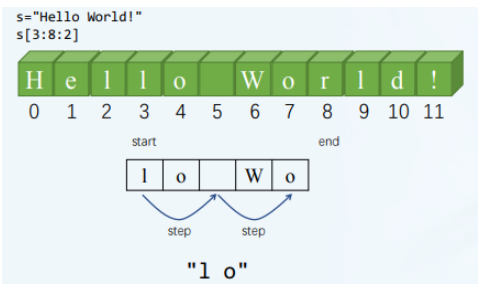 s="Hello World!"
s[3:8:2]
H e l l o W o r l d !
0 1 2 3 4 5 6 7 8 9 10 11
start end
l o W o
step step
"l o"